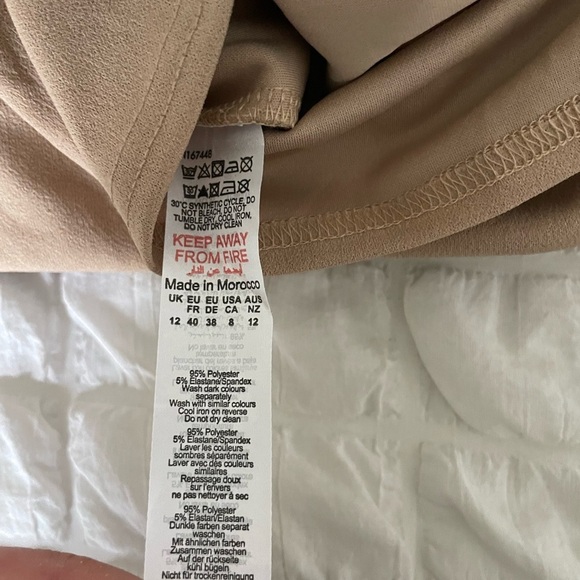 30°C SYNTHETIC CYCLE, DO
NOT BLEACH, DO NOT
TUMBLE DRY, COOL IRON,
DO NOT DRY CLEAN
KEEP AWAY
FROM FIRE
أبعدها عن النار
Made in Morocco
UK EU EU USA AUS
FR DE CA NZ
12 40 38 8 12
95% Polyester
5% Elastane/Spandex
Wash dark colours
separately
Wash with similar colours
Cool iron on reverse
Do not dry clean
95% Polyester
5% Elastane/Spandex
Laver les couleurs
sombres séparément
Laver avec des couleurs
similaires
Repassage doux
sur l'envers
ne pas nettoyer à sec
95% Polyester
5% Elastan/Elastan
Dunkle farben separat
waschen
Mit ähnlichen farben
Zusammen waschen
Auf der rückseite
kühl bügeln
Nicht für trockenreinigung